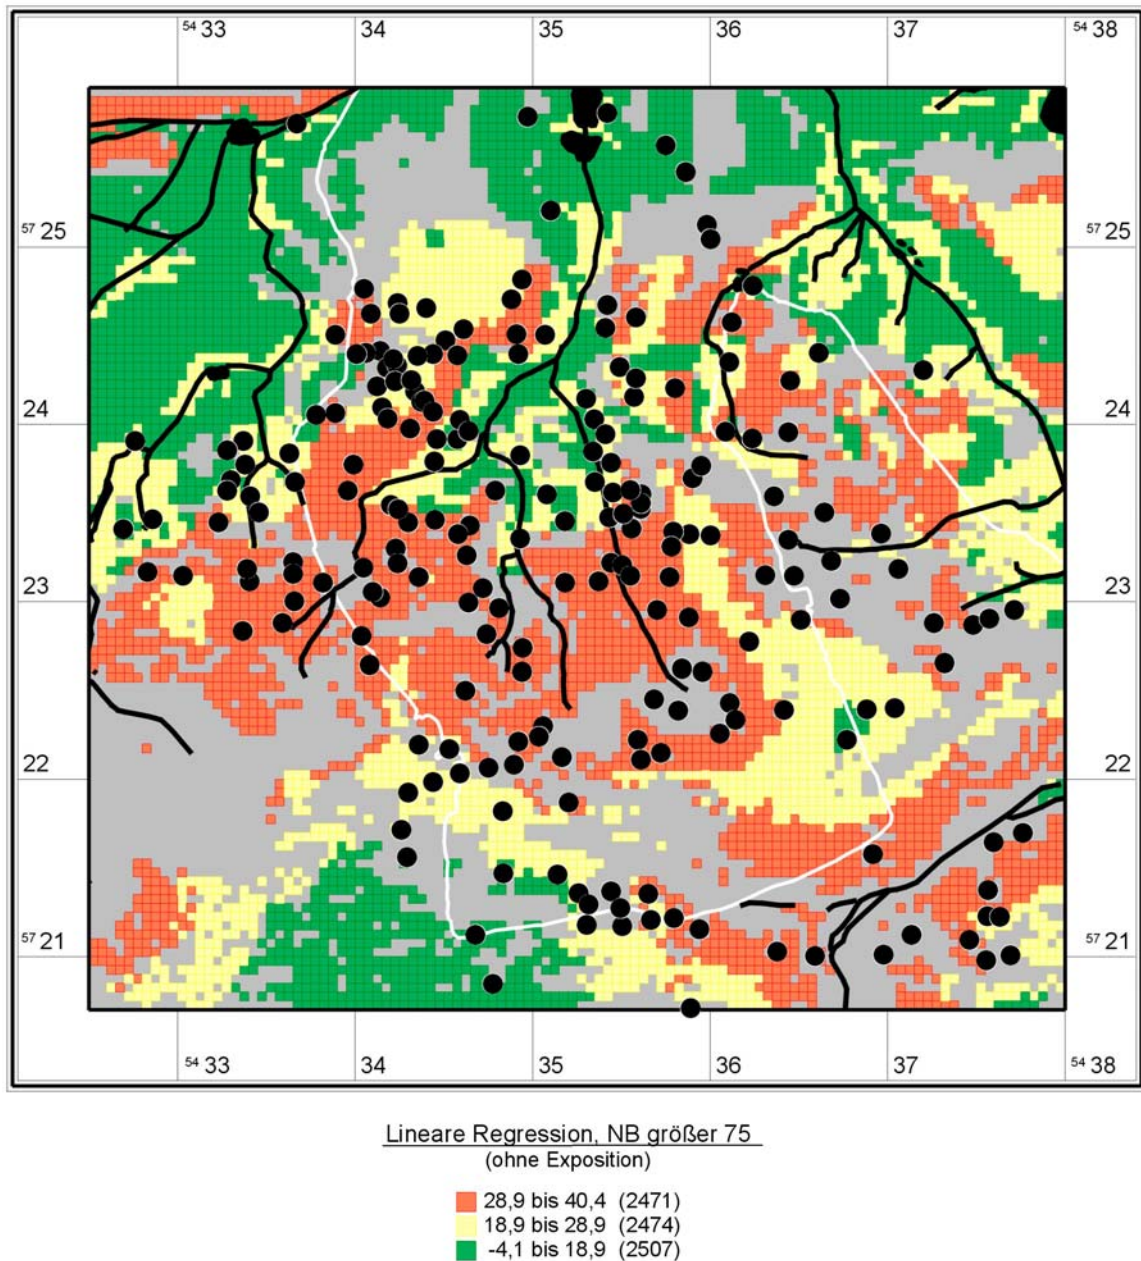 54 33 34 35 36 37 54 38
57 25 57 25
24 24
23 23
22 22
57 21 57 21
54 33 34 35 36 37 54 38
Lineare Regression, NB größer 75
(ohne Exposition)
28,9 bis 40,4 (2471)
18,9 bis 28,9 (2474)
-4,1 bis 18,9 (2507)